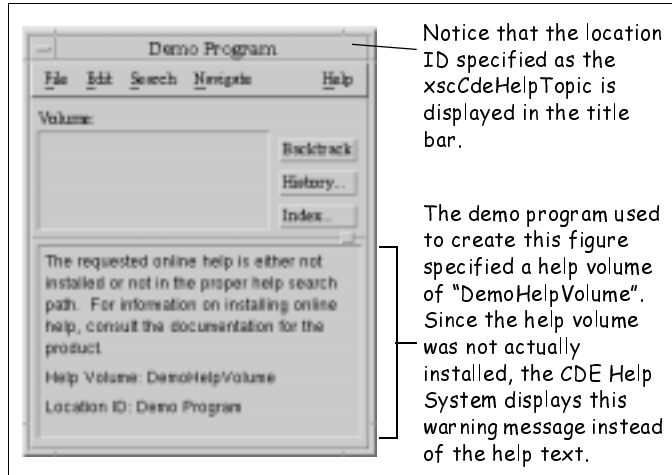 Demo Program
File Edit Search Navigate Help
Volume:
Backtrack
History...
Index...
The requested online help is either not
installed or not in the proper help search
path. For information on installing online
help, consult the documentation for the
product.
Help Volume: DemoHelpVolume
Location ID: Demo Program
Notice that the location
ID specified as the
xscCdeHelpTopic is
displayed in the title
bar.
The demo program used
to create this figure
specified a help volume
of “DemoHelpVolume”.
Since the help volume
was not actually
installed, the CDE Help
System displays this
warning message instead
of the help text.